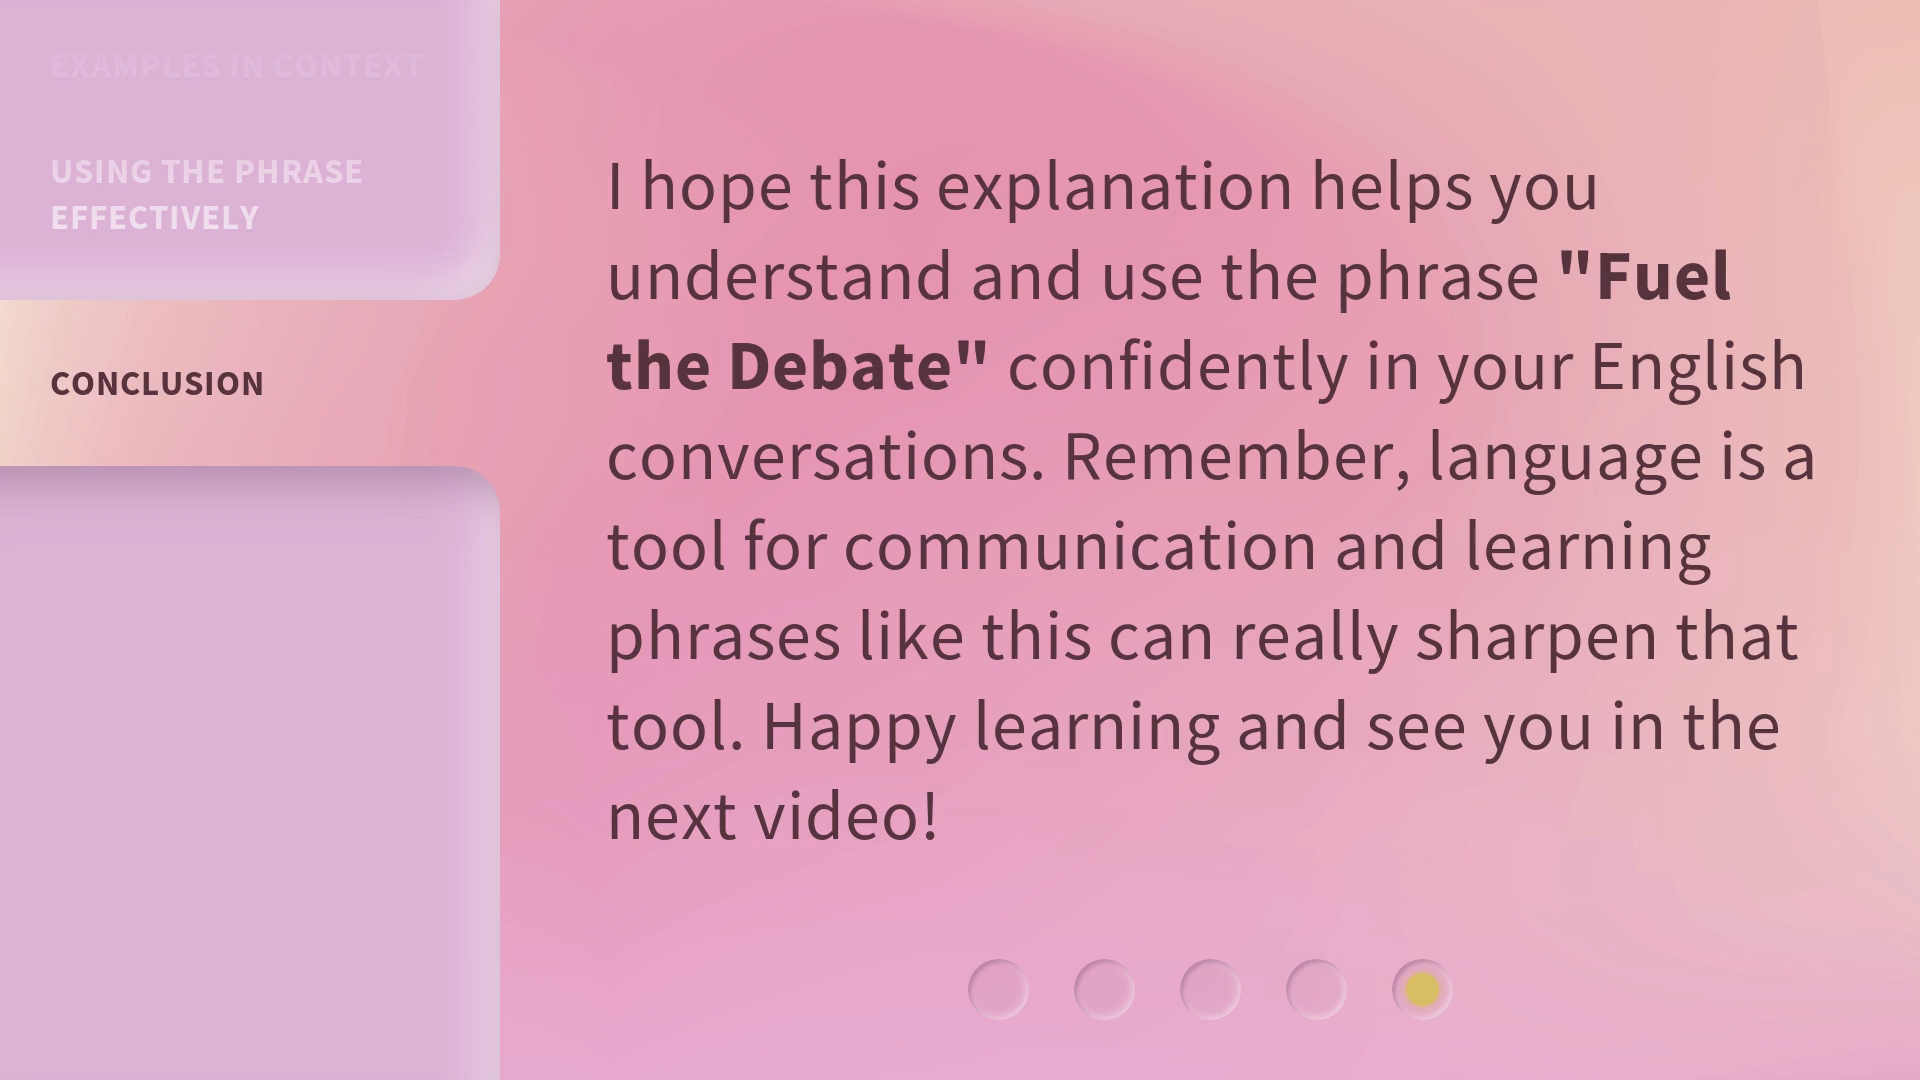 EXAMPLES IN CONTEXT
USING THE PHRASE
EFFECTIVELY
CONCLUSION
I hope this explanation helps you
understand and use the phrase "Fuel
the Debate" confidently in your English
conversations. Remember, language is a
tool for communication and learning
phrases like this can really sharpen that
tool. Happy learning and see you in the
next video!